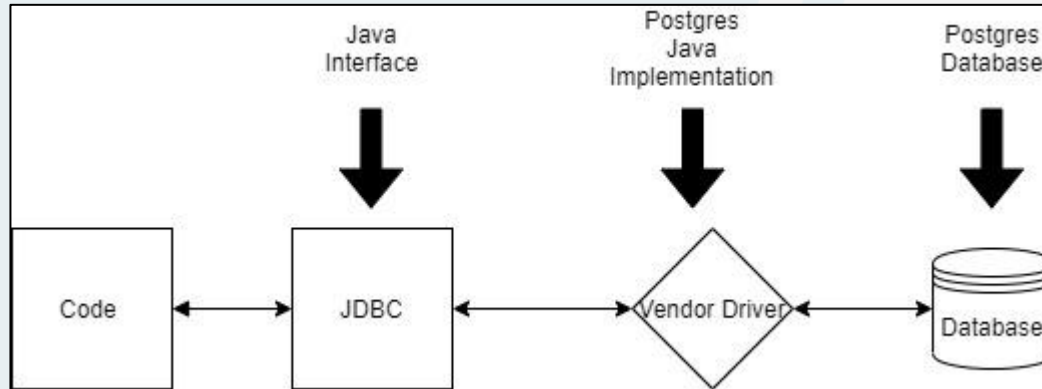 Java
Interface
Postgres
Java
Implementation
Postgres
Database
Code
JDBC
Vendor Driver
Database